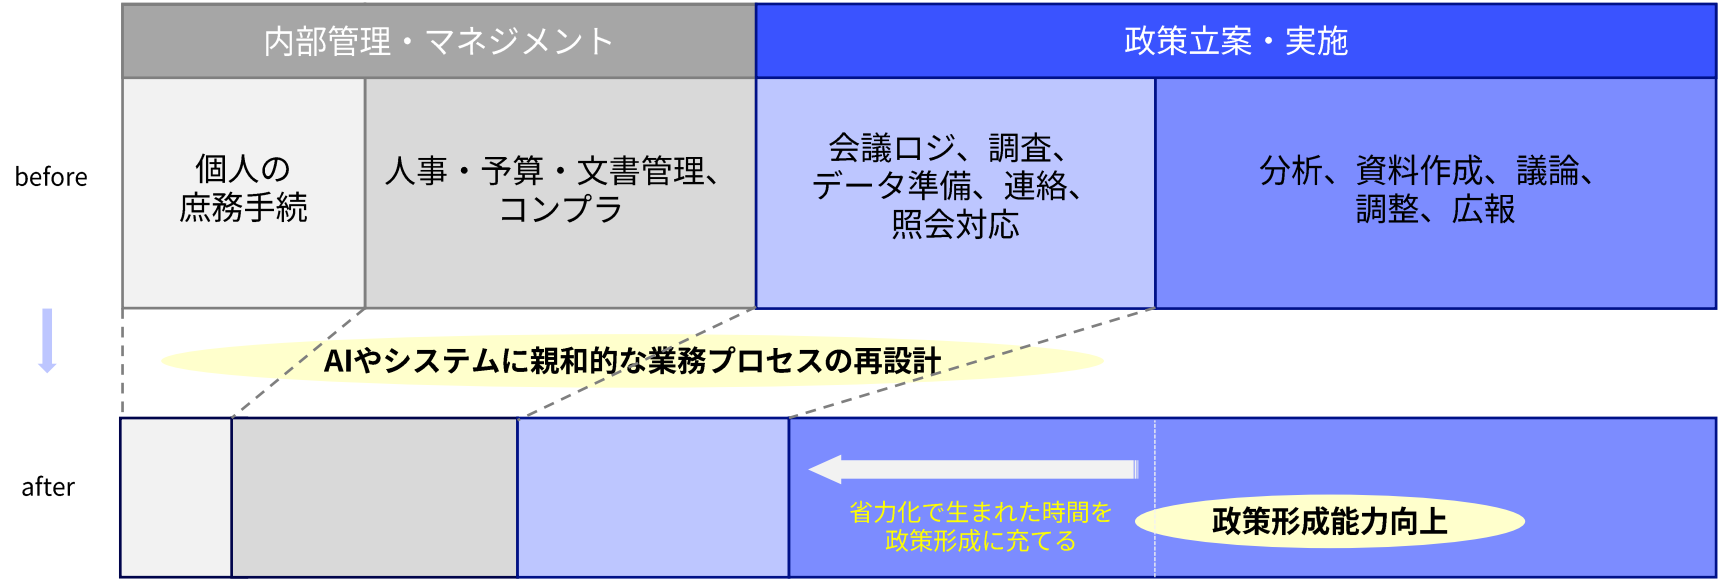 内部管理・マネジメント
政策立案・実施
before
個人の
庶務手続
人事・予算・文書管理、
コンプラ
会議ロジ、調査、
データ準備、連絡、
照会対応
分析、資料作成、議論、
調整、広報
AIやシステムに親和的な業務プロセスの再設計
after
省力化で生まれた時間を
政策形成に充てる
政策形成能力向上